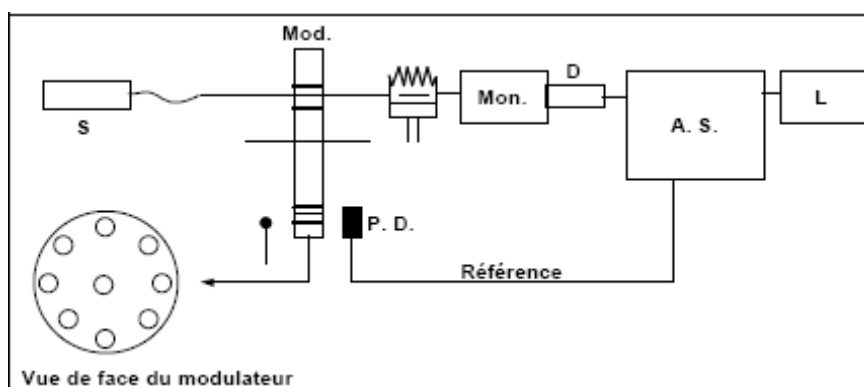 Mod.
S
Mon.
D
A. S.
L
P. D.
Référence
Vue de face du modulateur